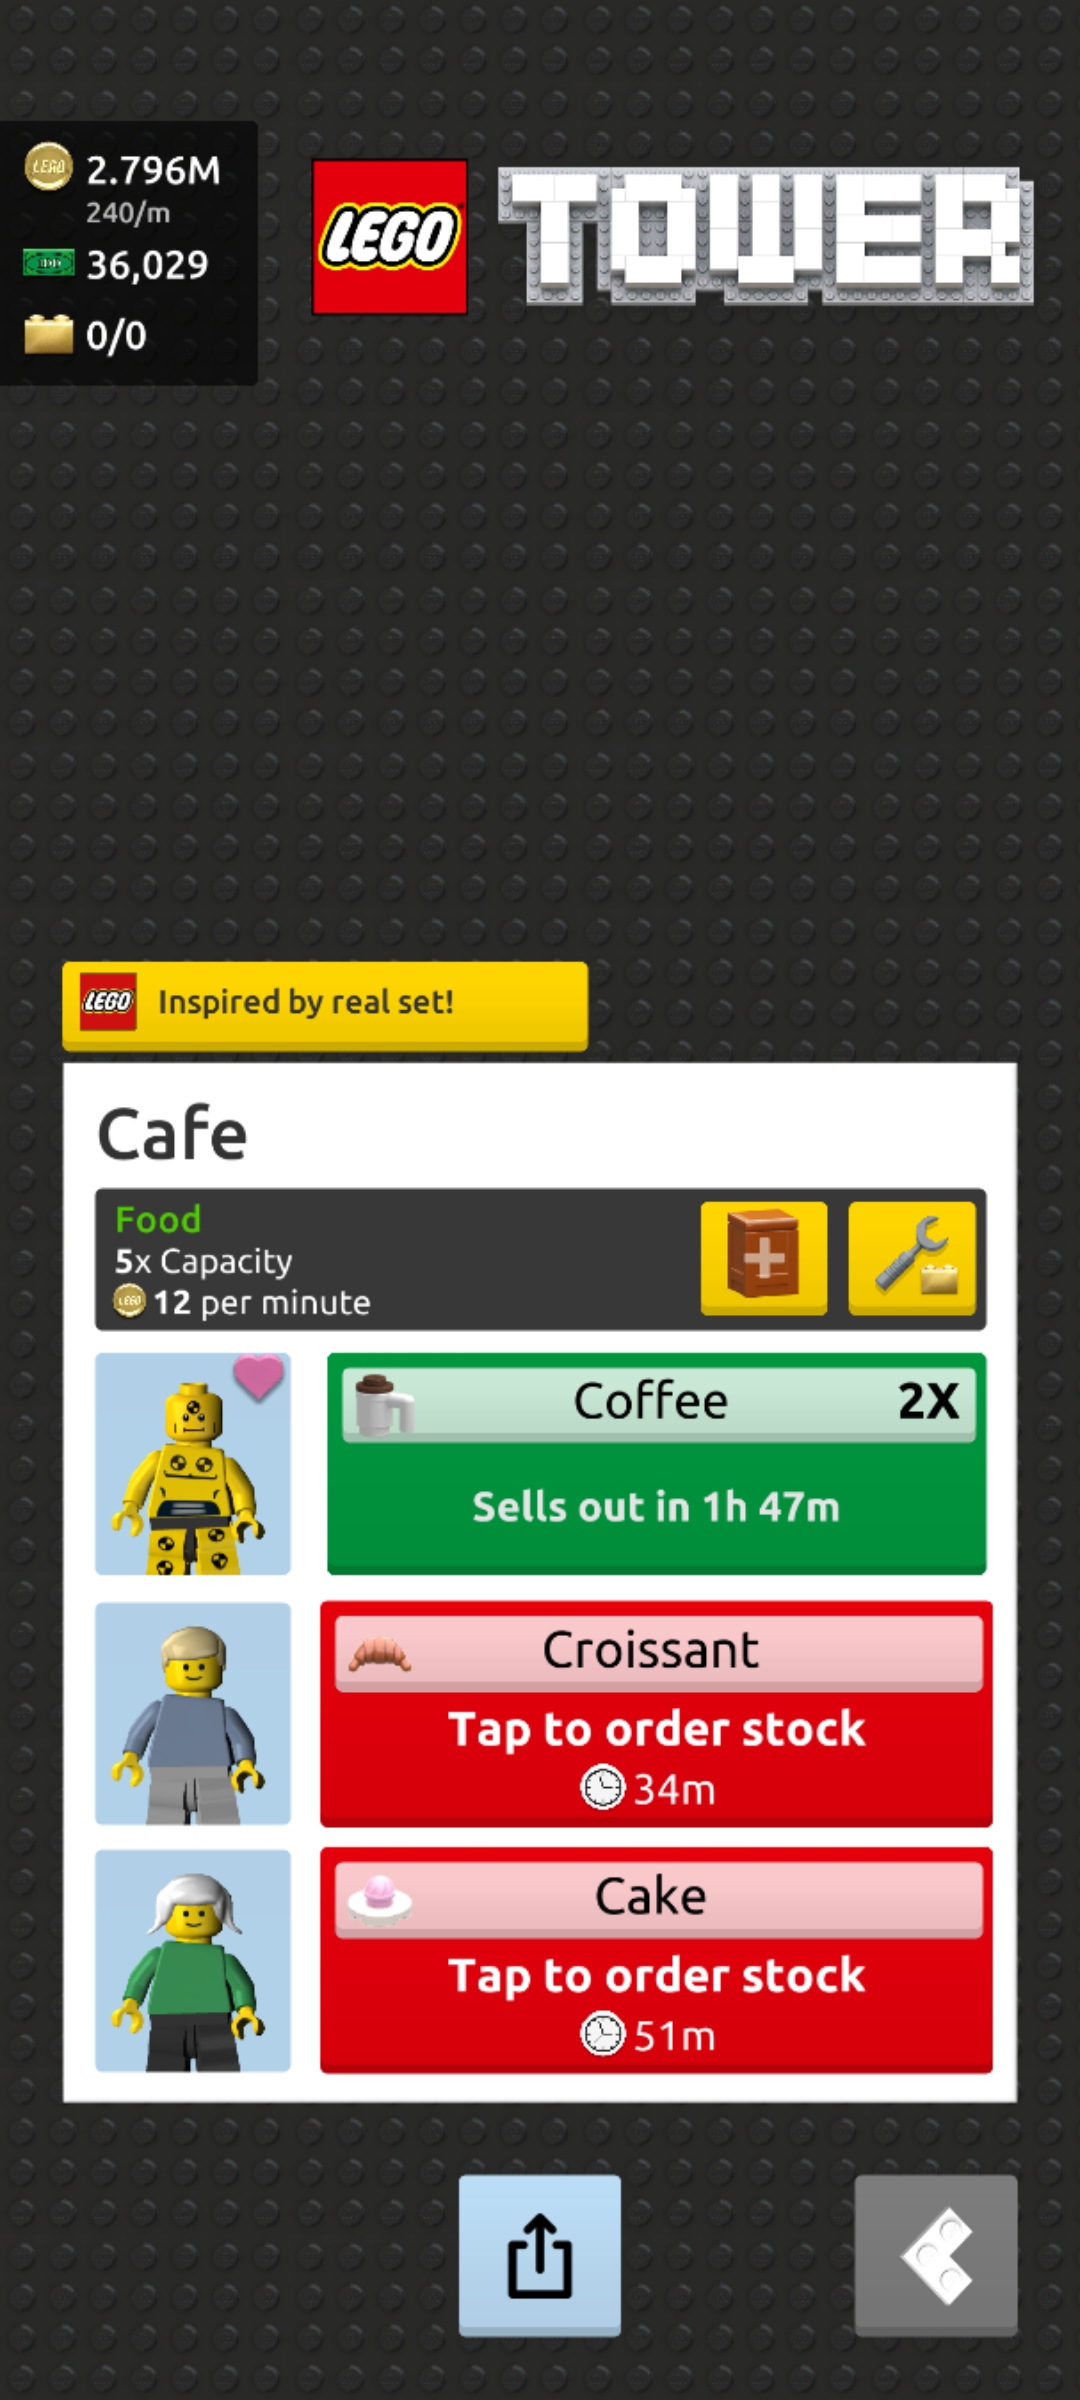 2.796M
240/m
36,029
0/0
LEGO
TOWER
LEGO
Inspired by real set!
Cafe
Food
5x Capacity
12 per minute
Coffee 2X
Sells out in 1h 47m
Croissant
Tap to order stock
34m
Cake
Tap to order stock
51m